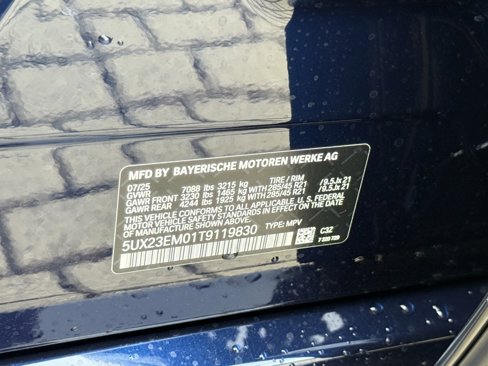 MFD BY BAYERISCHE MOTOREN WERKE AG
07/25 7088 lbs 3215 kg TIRE / RIM
GVWR
GAWR FRONT 3230 lbs 1465 kg WITH 285/45 R21 /9.5Jx 21
GAWR REAR 4244 lbs 1925 kg WITH 285/45 R21 /9.5Jx 21
THIS VEHICLE CONFORMS TO ALL APPLICABLE U. S. FEDERAL
MOTOR VEHICLE SAFETY STANDARDS IN EFFECT ON THE DATE
OF MANUFACTURE SHOWN ABOVE.
5UX23EM01T9119830 TYPE: MPV C3Z